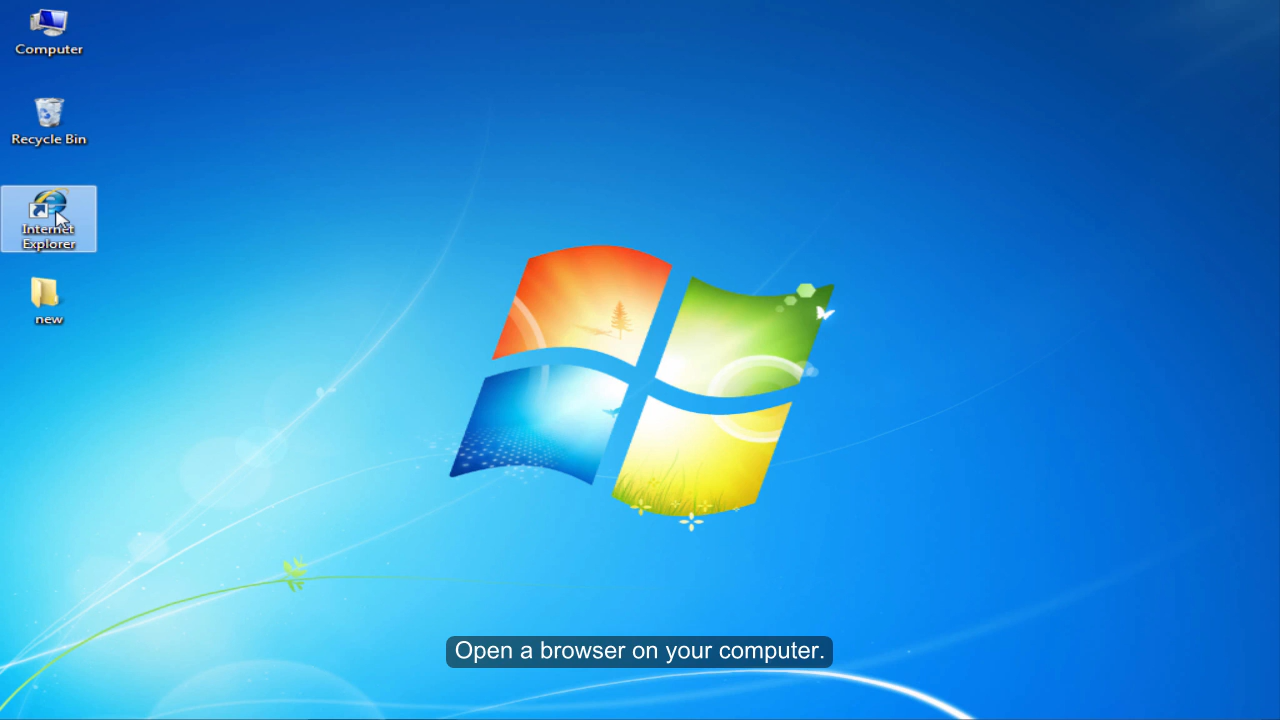 Computer
Recycle Bin
Internet
Explorer
new
Open a browser on your computer.